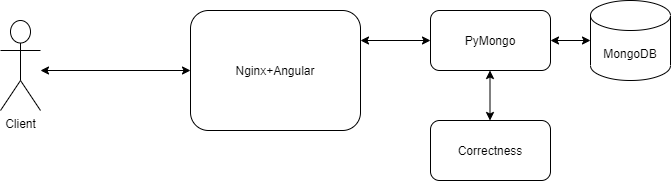 Client
Nginx+Angular
PyMongo
MongoDB
Correctness